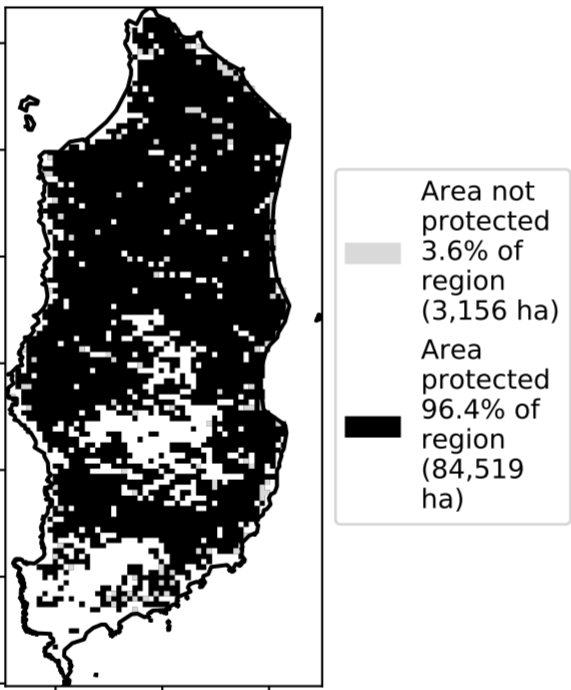 Area not
protected
3.6% of
region
(3,156 ha)
Area
protected
96.4% of
region
(84,519
ha)